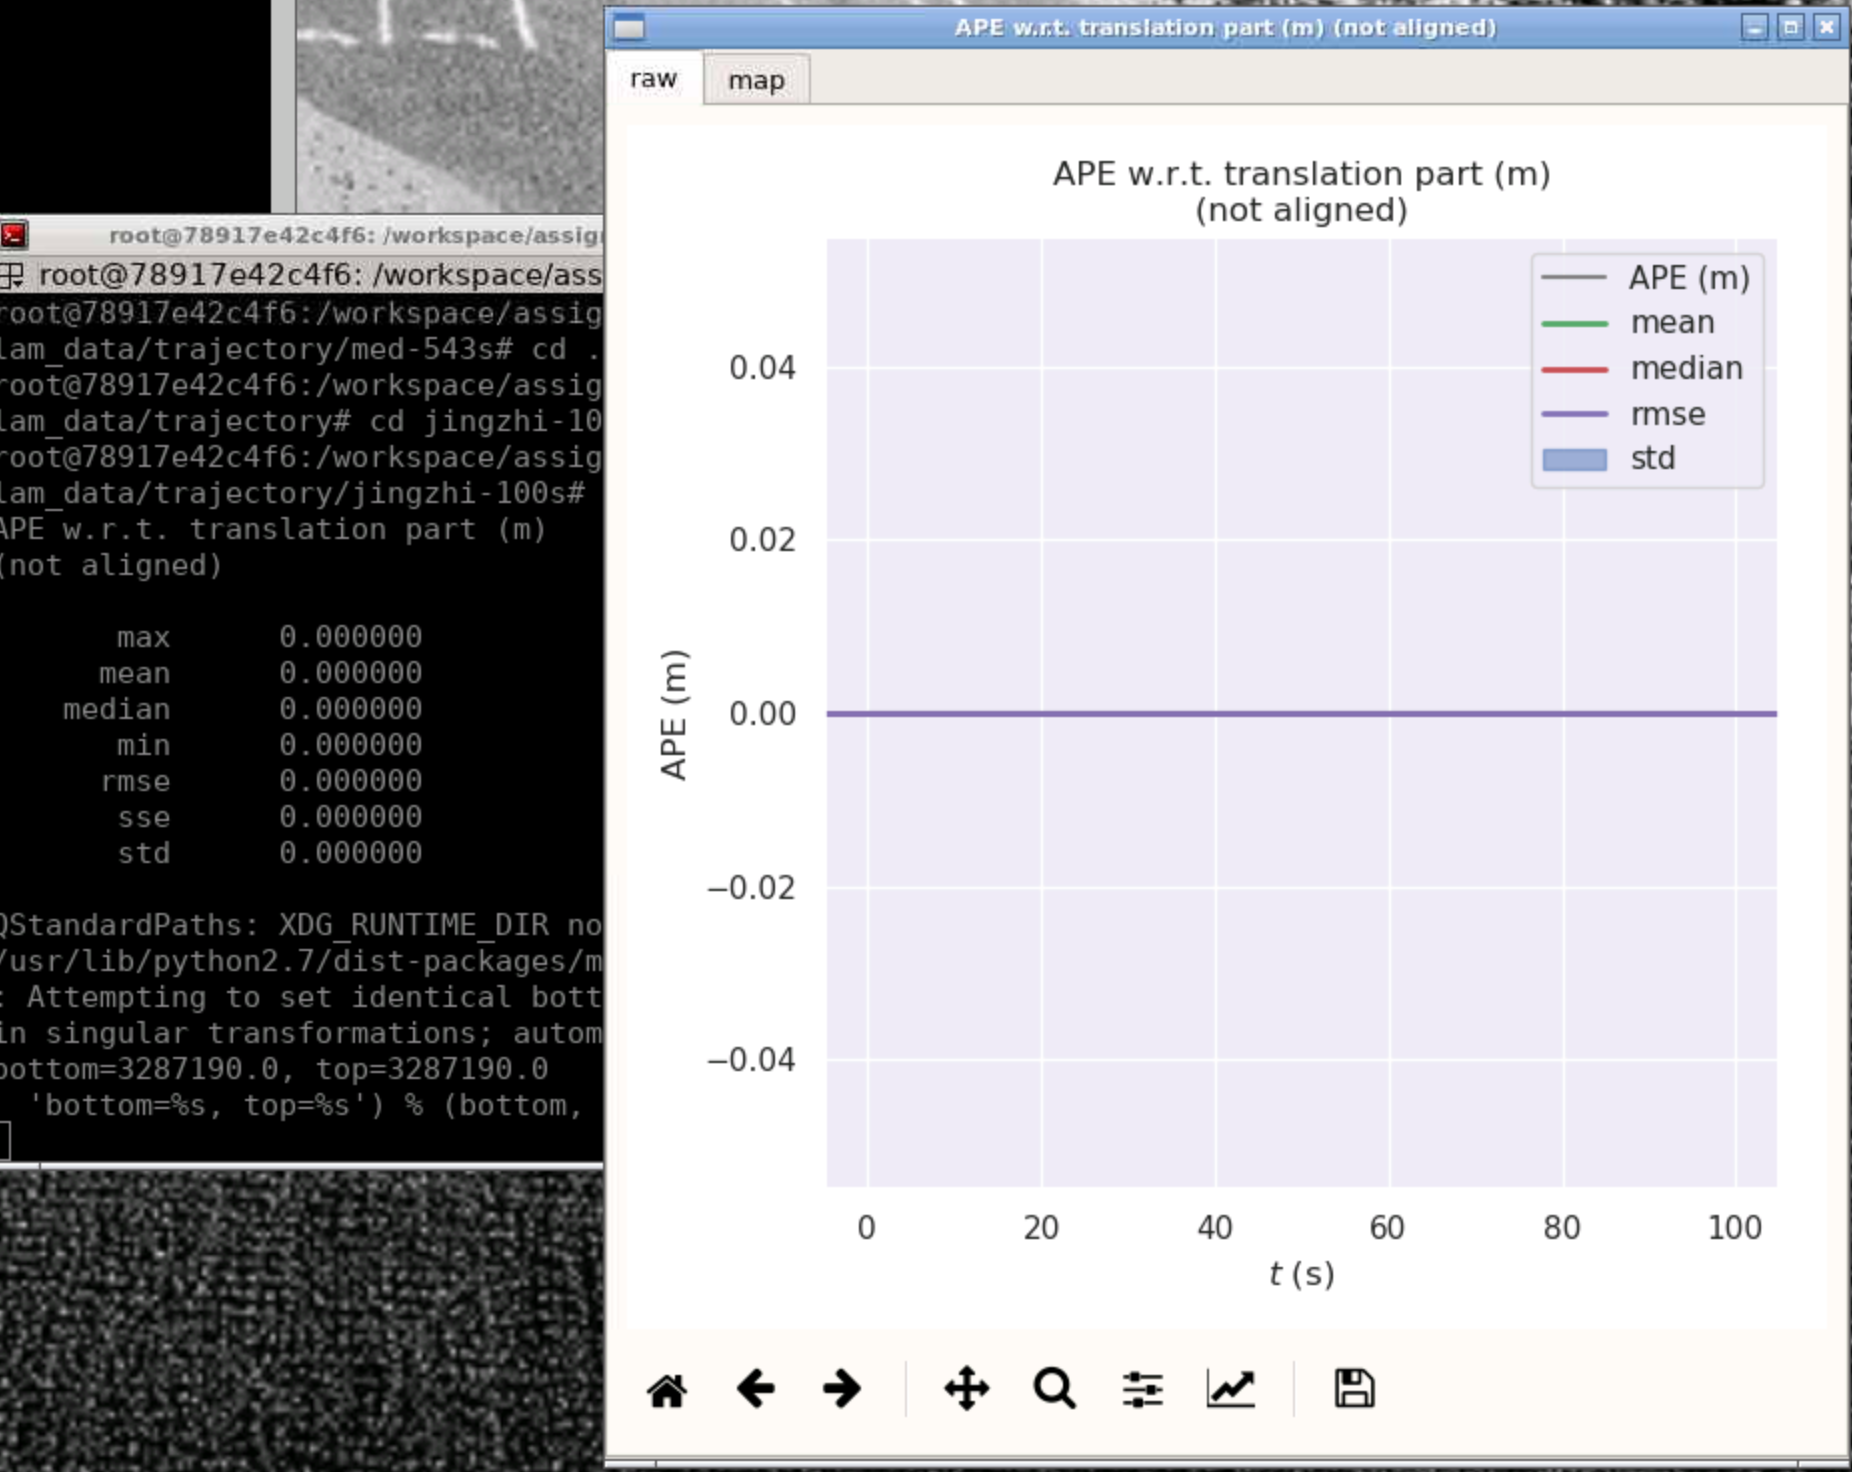 root@78917e42c4f6: /workspace/assig
root@78917e42c4f6: /workspace/ass
root@78917e42c4f6:/workspace/assig
lam_data/trajectory/med-543s# cd .
root@78917e42c4f6:/workspace/assig
lam_data/trajectory# cd jingzhi-10
root@78917e42c4f6:/workspace/assig
lam_data/trajectory/jingzhi-100s#
APE w.r.t. translation part (m)
(not aligned)
max 0.000000
mean 0.000000
median 0.000000
min 0.000000
rmse 0.000000
sse 0.000000
std 0.000000
QStandardPaths: XDG_RUNTIME_DIR no
/usr/lib/python2.7/dist-packages/m
: Attempting to set identical bott
in singular transformations; autom
bottom=3287190.0, top=3287190.0
'bottom=%s, top=%s') % (bottom,
APE w.r.t. translation part (m) (not aligned)
raw map
APE w.r.t. translation part (m)
(not aligned)
APE (m)
mean
median
rmse
std
0.04
0.02
0.00
−0.02
−0.04
APE (m)
0 20 40 60 80 100
t (s)